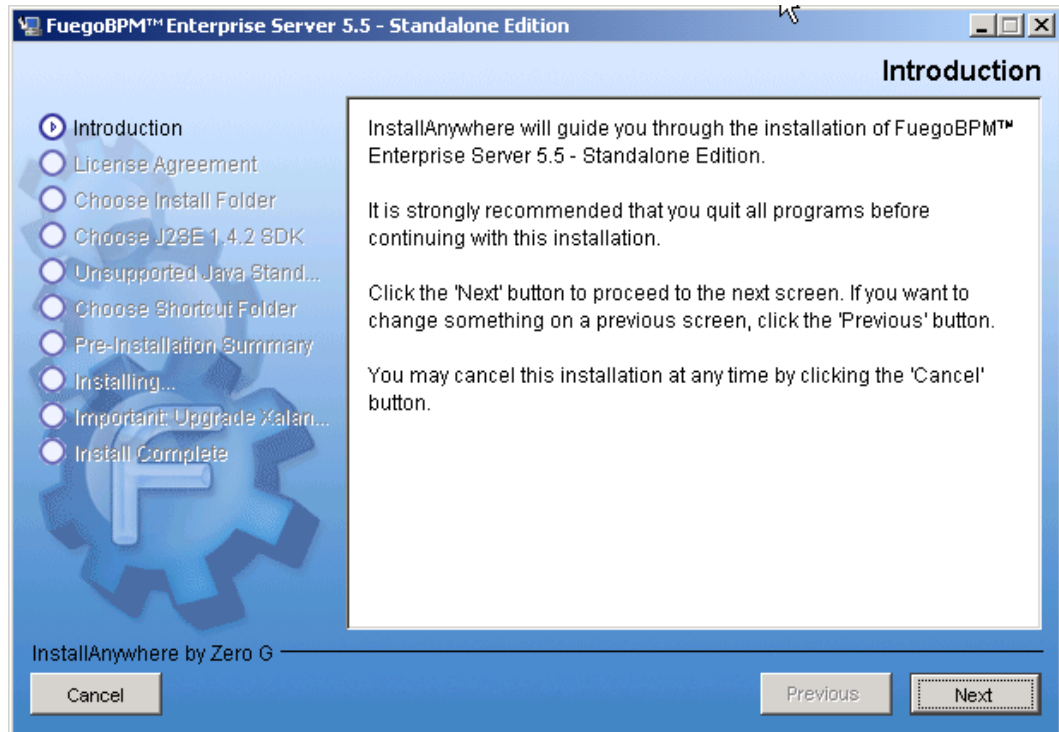 FuegoBPM™ Enterprise Server 5.5 - Standalone Edition
Introduction
Introduction
License Agreement
Choose Install Folder
Choose J2SE 1.4.2 SDK
Unsupported Java Stand...
Choose Shortcut Folder
Pre-Installation Summary
Installing...
Important: Upgrade Xalan...
Install Complete
InstallAnywhere will guide you through the installation of FuegoBPM™
Enterprise Server 5.5 - Standalone Edition.
It is strongly recommended that you quit all programs before
continuing with this installation.
Click the 'Next' button to proceed to the next screen. If you want to
change something on a previous screen, click the 'Previous' button.
You may cancel this installation at any time by clicking the 'Cancel'
button.
InstallAnywhere by Zero G
Cancel
Previous
Next